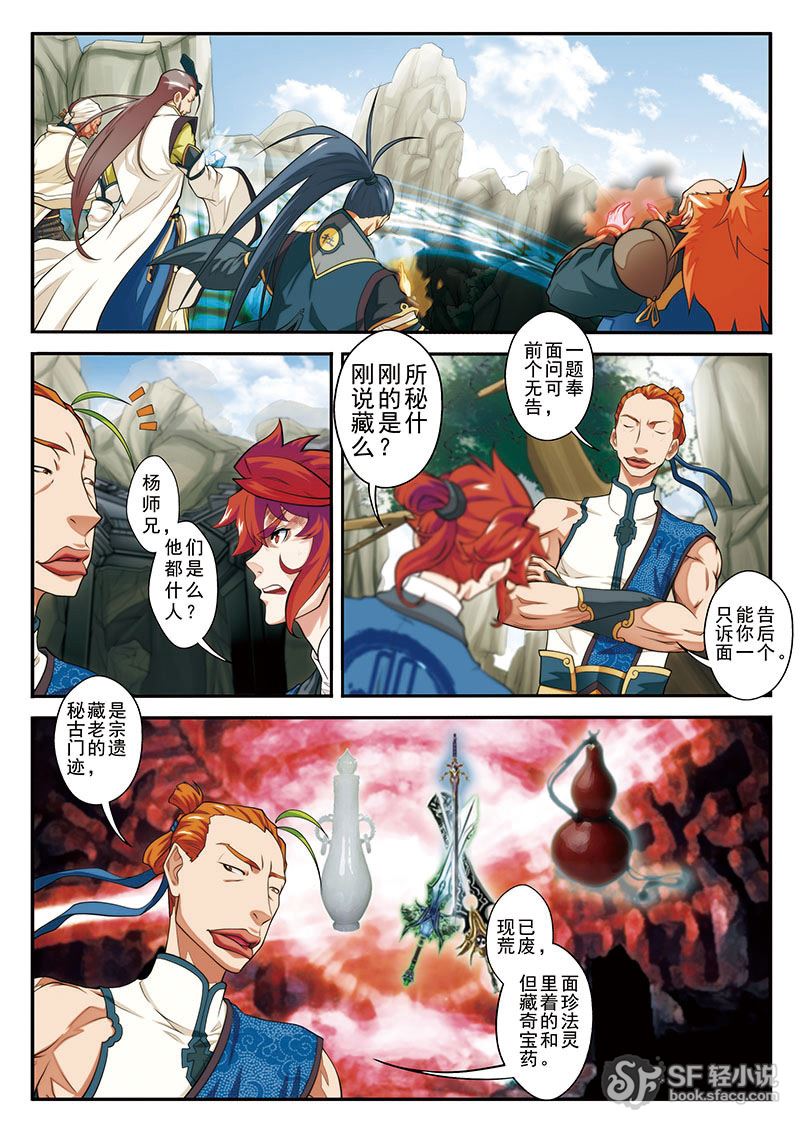 杨师兄,
他们
都是
什么
人?
刚刚所
说的秘
藏是什
么?
前面一
个问题
无可奉
告,
只能告
诉你后
面一个。
秘藏是
古老宗
门的遗
迹,
现已
荒废,
但里面
藏着珍
奇的法
宝和灵
药。
SF 轻小说
book.sfacg.com